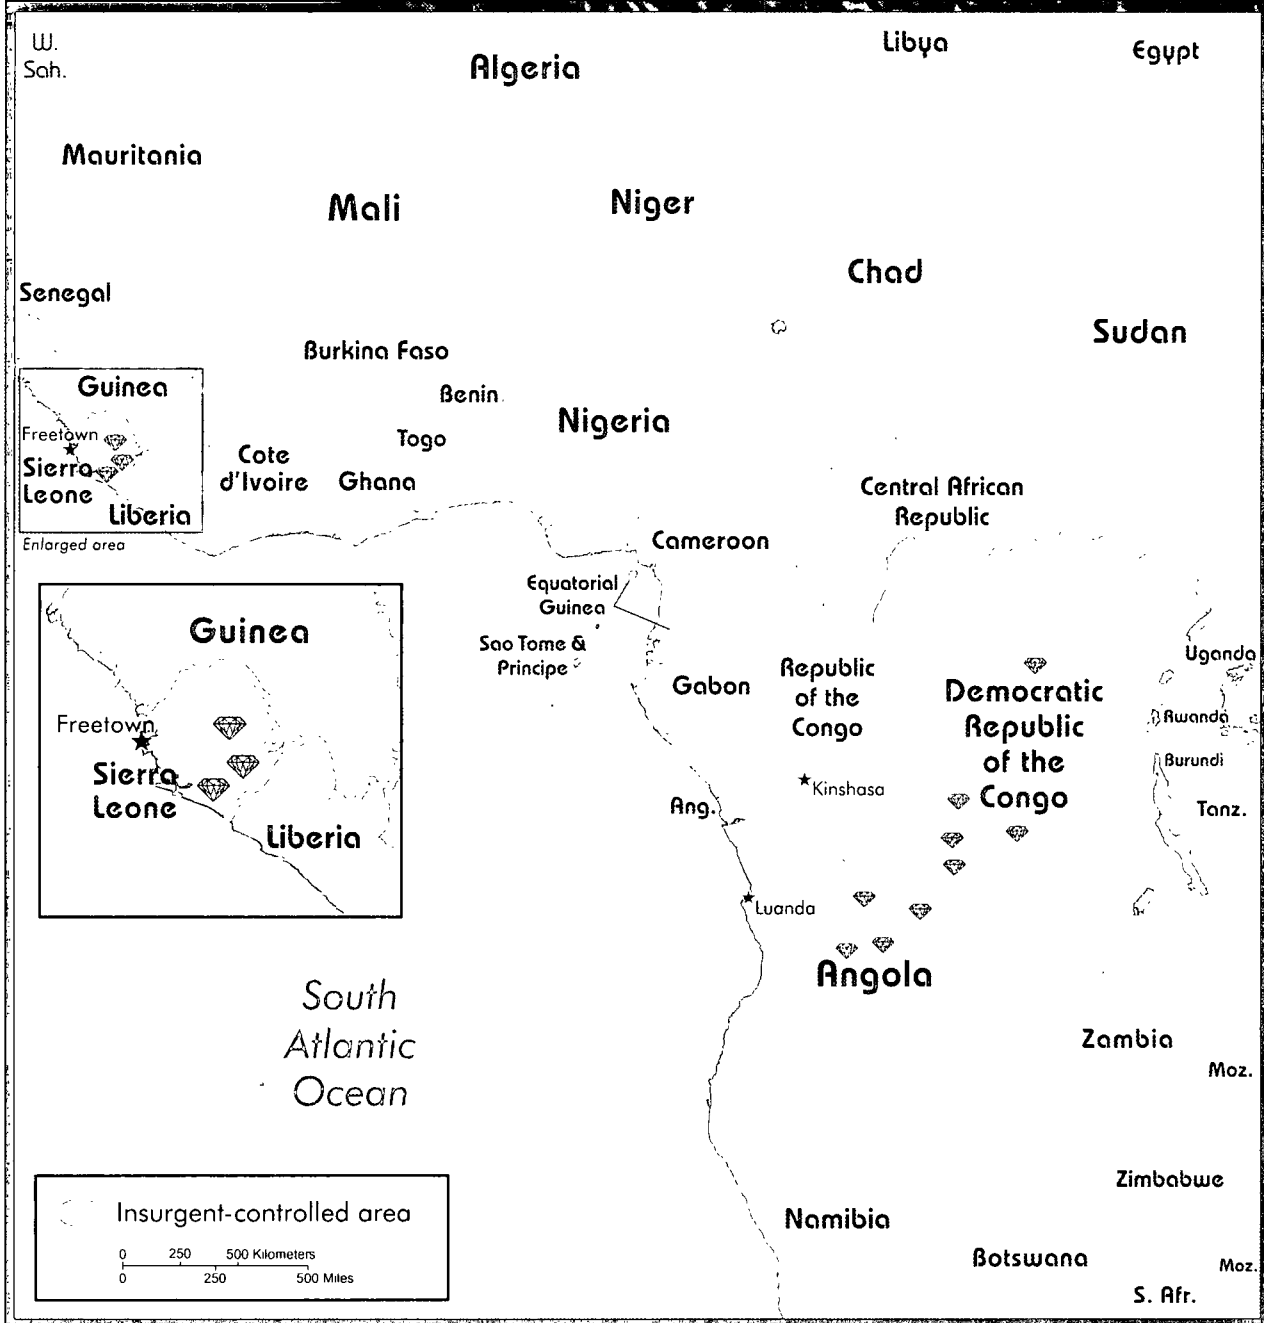 W.
Sah.
Algeria
Libya
Egypt
Mauritania
Mali
Niger
Chad
Senegal
Sudan
Burkina Faso
Benin
Nigeria
Togo
Cote
d'Ivoire
Ghana
Guinea
Freetown
Sierra
Leone
Liberia
Enlarged area
Central African
Republic
Cameroon
Equatorial
Guinea
Sao Tome &
Principe
Gabon
Republic
of the
Congo
Democratic
Republic
of the
Congo
Uganda
Rwanda
Burundi
Tanz.
Kinshasa
Ang.
Luanda
Angola
Guinea
Freetown
Sierra
Leone
Liberia
South
Atlantic
Ocean
Zambia
Moz.
Zimbabwe
Namibia
Botswana
Moz.
S. Afr.
Insurgent-controlled area
0 250 500 Kilometers
0 250 500 Miles